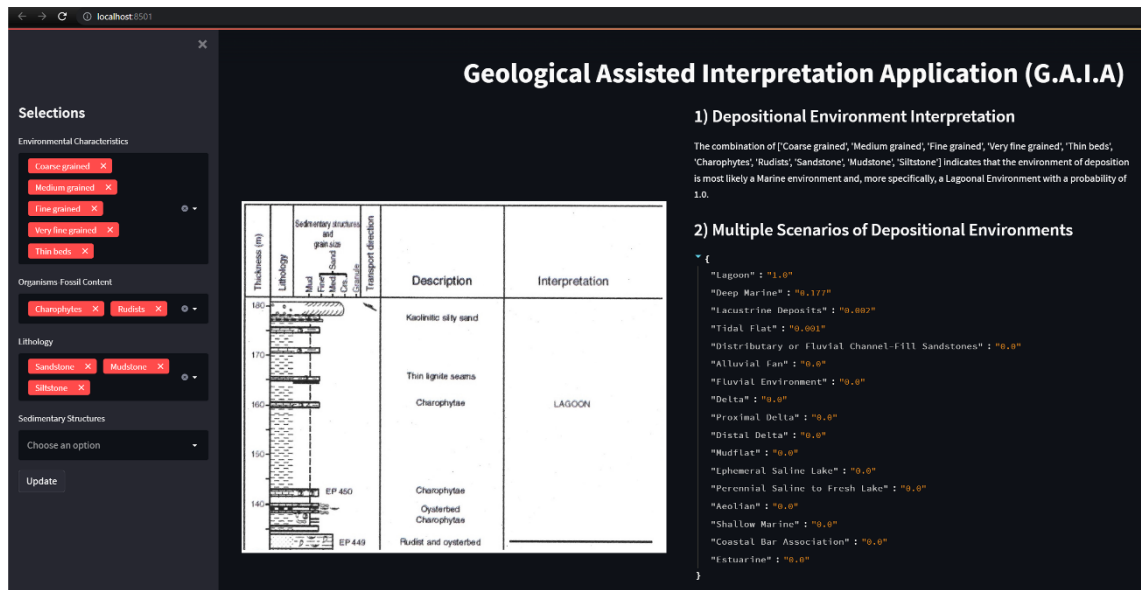 localhost:8501
Geological Assisted Interpretation Application (G.A.I.A)
Selections
Environmental Characteristics
Coarse grained
Medium grained
Fine grained
Very fine grained
Thin beds
Organisms Fossil Content
Charophytes Rudists
Lithology
Sandstone Mudstone
Siltstone
Sedimentary Structures
Choose an option
Update
Thickness (m)
Lithology
Sedimentary structures
and
grain size
Mud
Fine
Med. Sand
Crs.
Granule
Transport direction
Description
Interpretation
180
Kaolinitic silty sand
170
Thin lignite seams
160
Charophytae
LAGOON
150
EP 450
Charophytae
140
Oysterbed
Charophytae
EP 449
Rudist and oysterbed
1) Depositional Environment Interpretation
The combination of ['Coarse grained', 'Medium grained', 'Fine grained', 'Very fine grained', 'Thin beds',
'Charophytes', 'Rudists', 'Sandstone', 'Mudstone', 'Siltstone'] indicates that the environment of deposition
is most likely a Marine environment and, more specifically, a Lagoonal Environment with a probability of
1.0.
2) Multiple Scenarios of Depositional Environments
{
"Lagoon" : "1.0"
"Deep Marine" : "0.177"
"Lacustrine Deposits" : "0.002"
"Tidal Flat" : "0.001"
"Distributary or Fluvial Channel-Fill Sandstones" : "0.0"
"Alluvial Fan" : "0.0"
"Fluvial Environment" : "0.0"
"Delta" : "0.0"
"Proximal Delta" : "0.0"
"Distal Delta" : "0.0"
"Mudflat" : "0.0"
"Ephemeral Saline Lake" : "0.0"
"Perennial Saline to Fresh Lake" : "0.0"
"Aeolian" : "0.0"
"Shallow Marine" : "0.0"
"Coastal Bar Association" : "0.0"
"Estuarine" : "0.0"
}